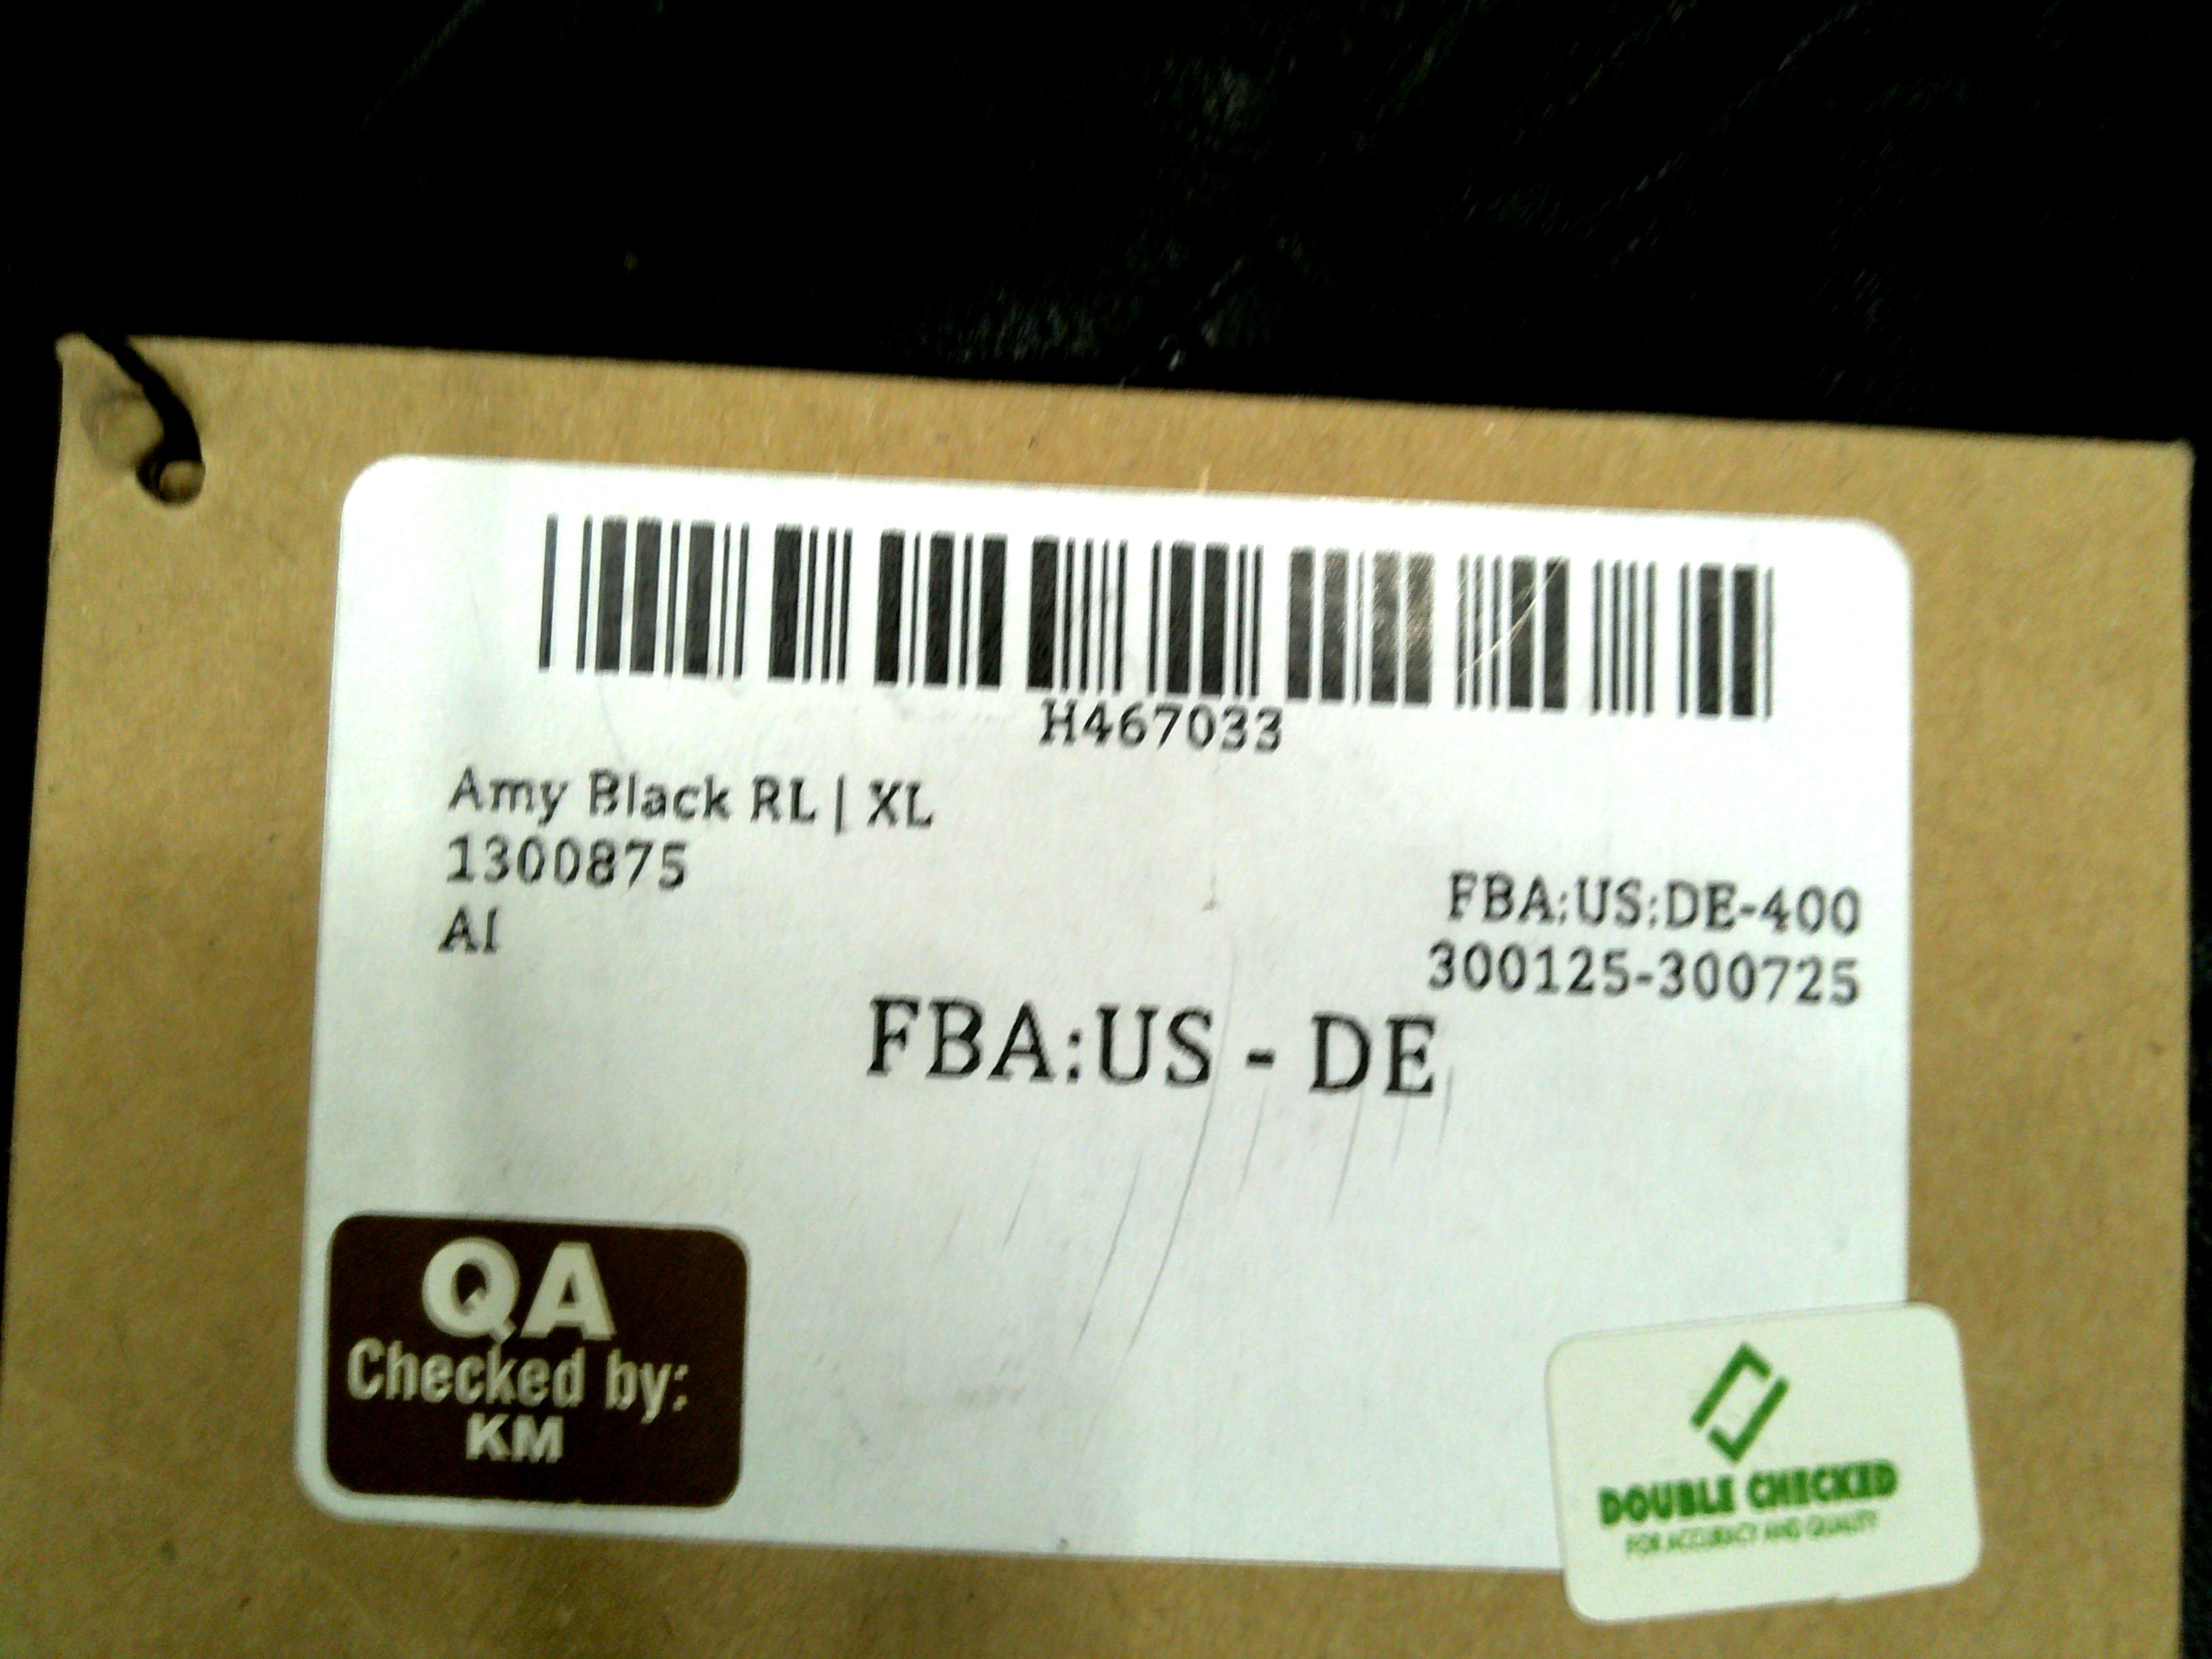 H467033
Amy Black RL | XL
1300875
AI
FBA:US:DE-400
300125-300725
FBA:US - DE
QA
Checked by:
KM
DOUBLE CHECKED
FOR ACCURACY AND QUALITY